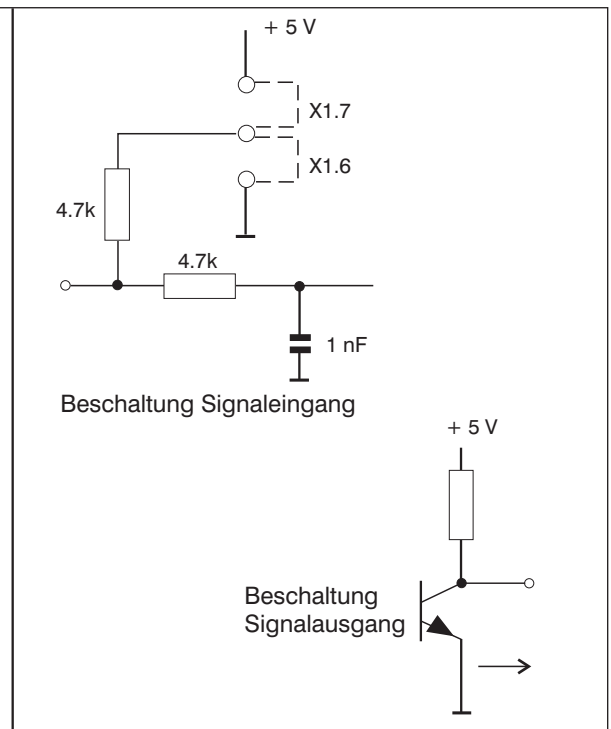 + 5 V
X1.7
X1.6
4.7k
4.7k
1 nF
Beschaltung Signaleingang
+ 5 V
Beschaltung
Signalausgang